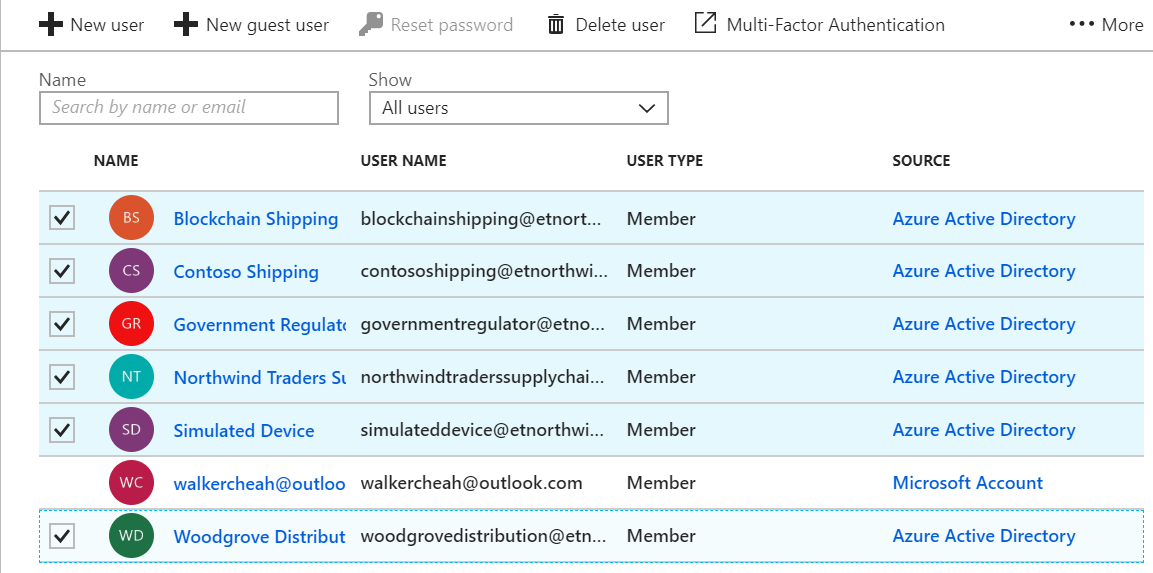 New user New guest user Reset password Delete user Multi-Factor Authentication ••• More
Name Show
Search by name or email All users
NAME USER NAME USER TYPE SOURCE
BS Blockchain Shipping blockchainshipping@etnort... Member Azure Active Directory
CS Contoso Shipping contososhipping@etnorthwi... Member Azure Active Directory
GR Government Regulato governmentregulator@etno... Member Azure Active Directory
NT Northwind Traders Su northwindtraderssupplychai... Member Azure Active Directory
SD Simulated Device simulateddevice@etnorthwi... Member Azure Active Directory
WC walkercheah@outloo walkercheah@outlook.com Member Microsoft Account
WD Woodgrove Distribut woodgrovedistribution@etn... Member Azure Active Directory